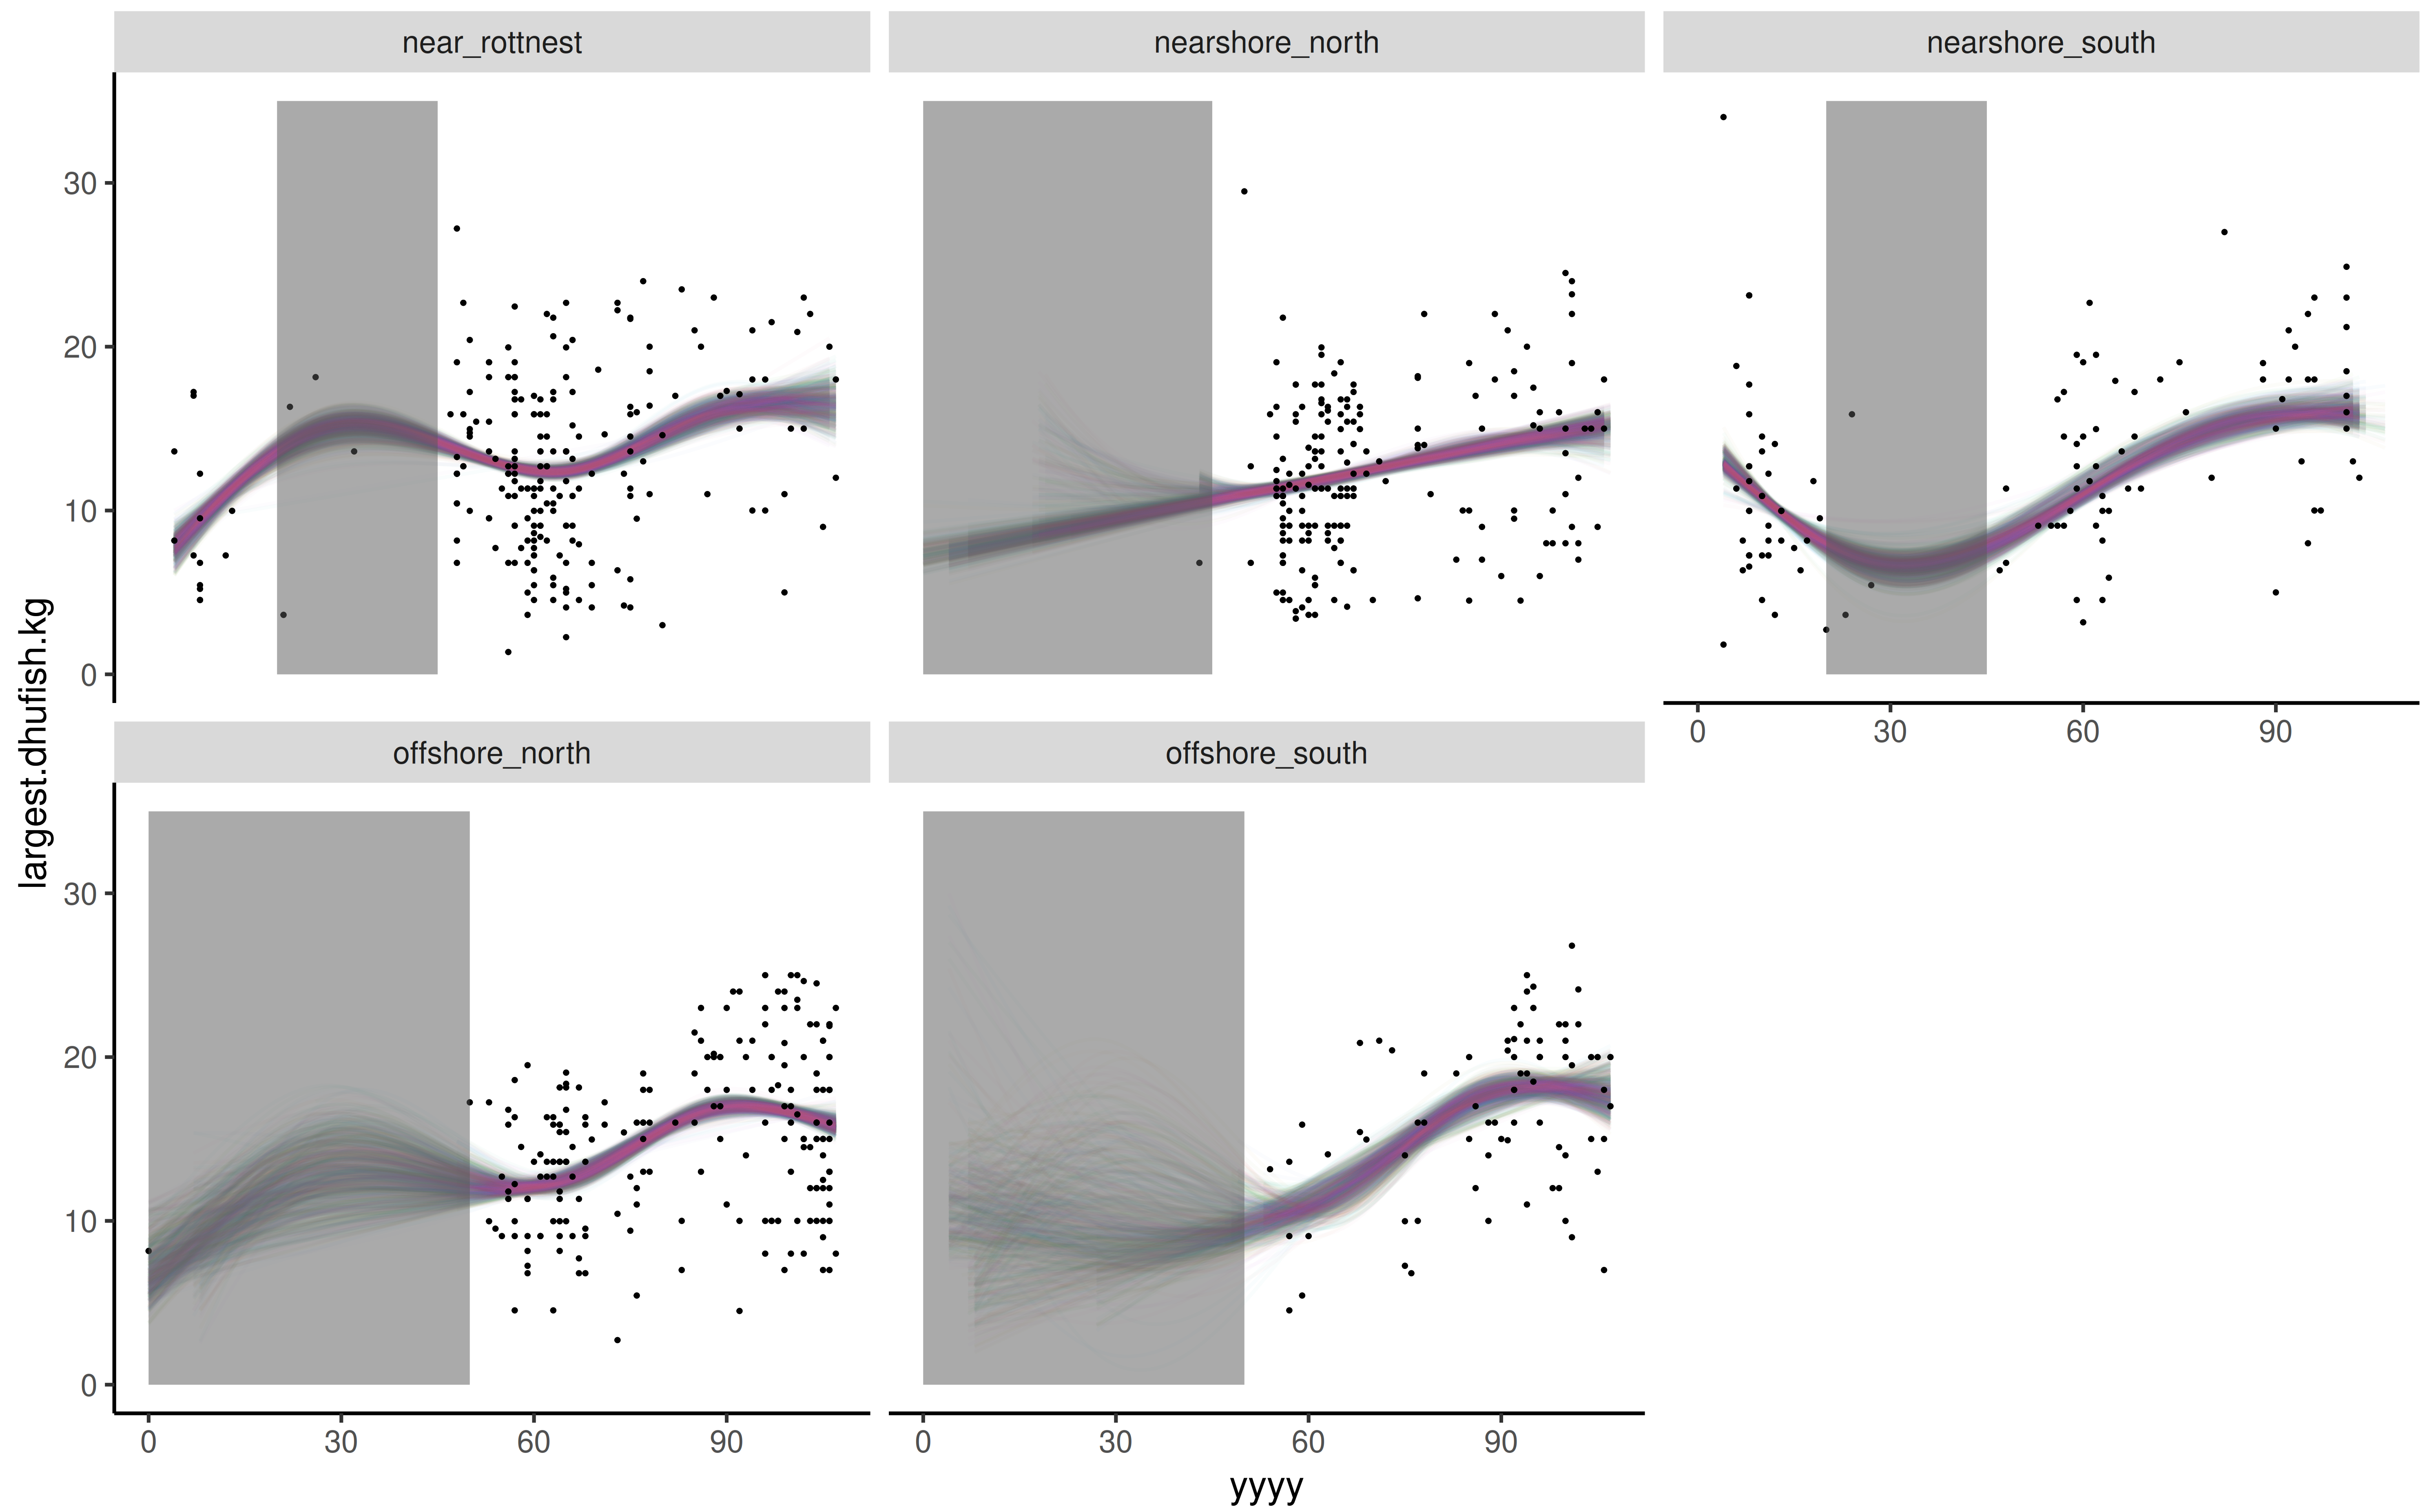 near_rottnest
nearshore_north
nearshore_south
30
20
10
0
0 30 60 90
largest.dhufish.kg
offshore_north
offshore_south
30
20
10
0
0 30 60 90
0 30 60 90
yyyy